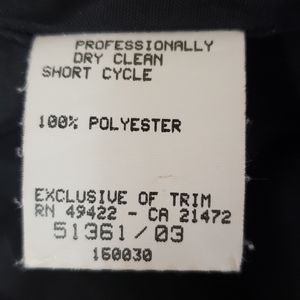 PROFESSIONALLY
DRY CLEAN
SHORT CYCLE
100% POLYESTER
EXCLUSIVE OF TRIM
RN 49422 - CA 21472
51361/03
160030